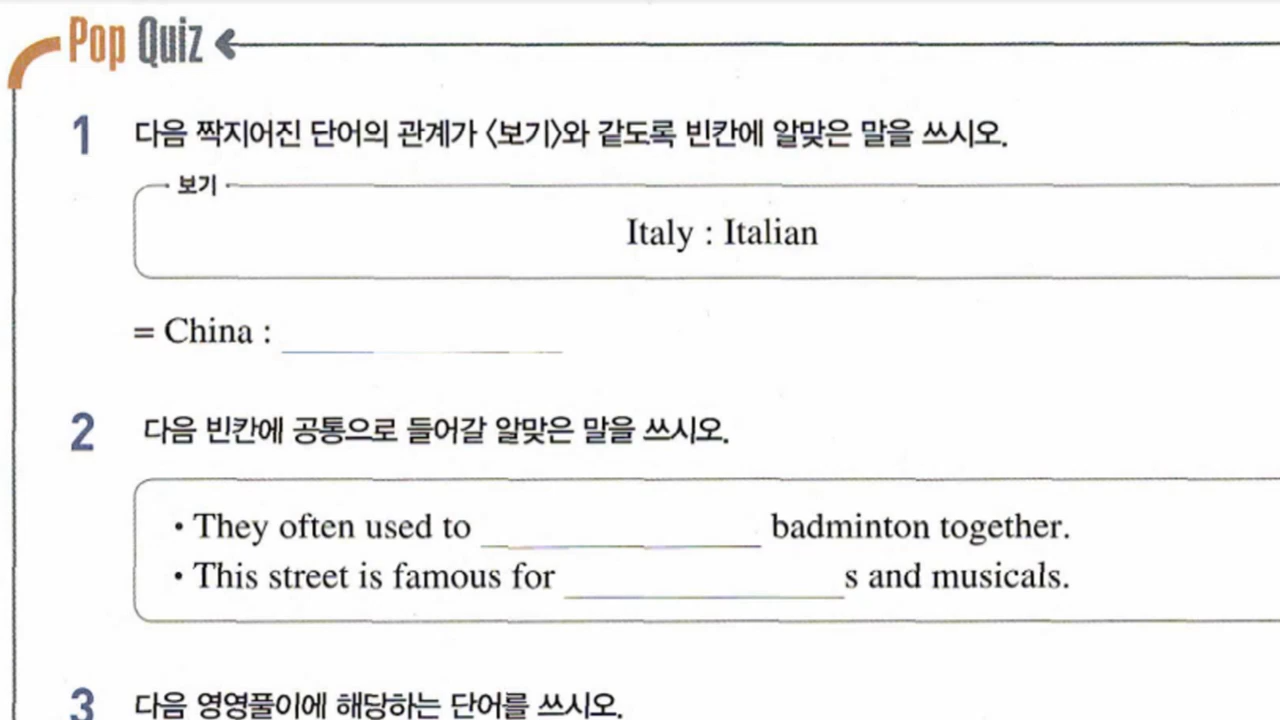 Pop Quiz
1 다음 짝지어진 단어의 관계가 〈보기〉와 같도록 빈칸에 알맞은 말을 쓰시오.
보기
Italy : Italian
= China :
2 다음 빈칸에 공통으로 들어갈 알맞은 말을 쓰시오.
• They often used to ____________ badminton together.
• This street is famous for ____________s and musicals.
3 다음 영영풀이에 해당하는 단어를 쓰시오.